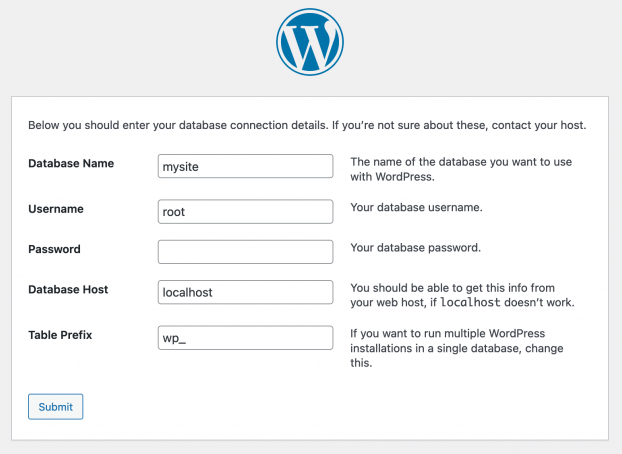 Below you should enter your database connection details. If you’re not sure about these, contact your host.
Database Name
mysite
The name of the database you want to use
with WordPress.
Username
root
Your database username.
Password
Your database password.
Database Host
localhost
You should be able to get this info from
your web host, if localhost doesn’t work.
Table Prefix
wp_
If you want to run multiple WordPress
installations in a single database, change
this.
Submit